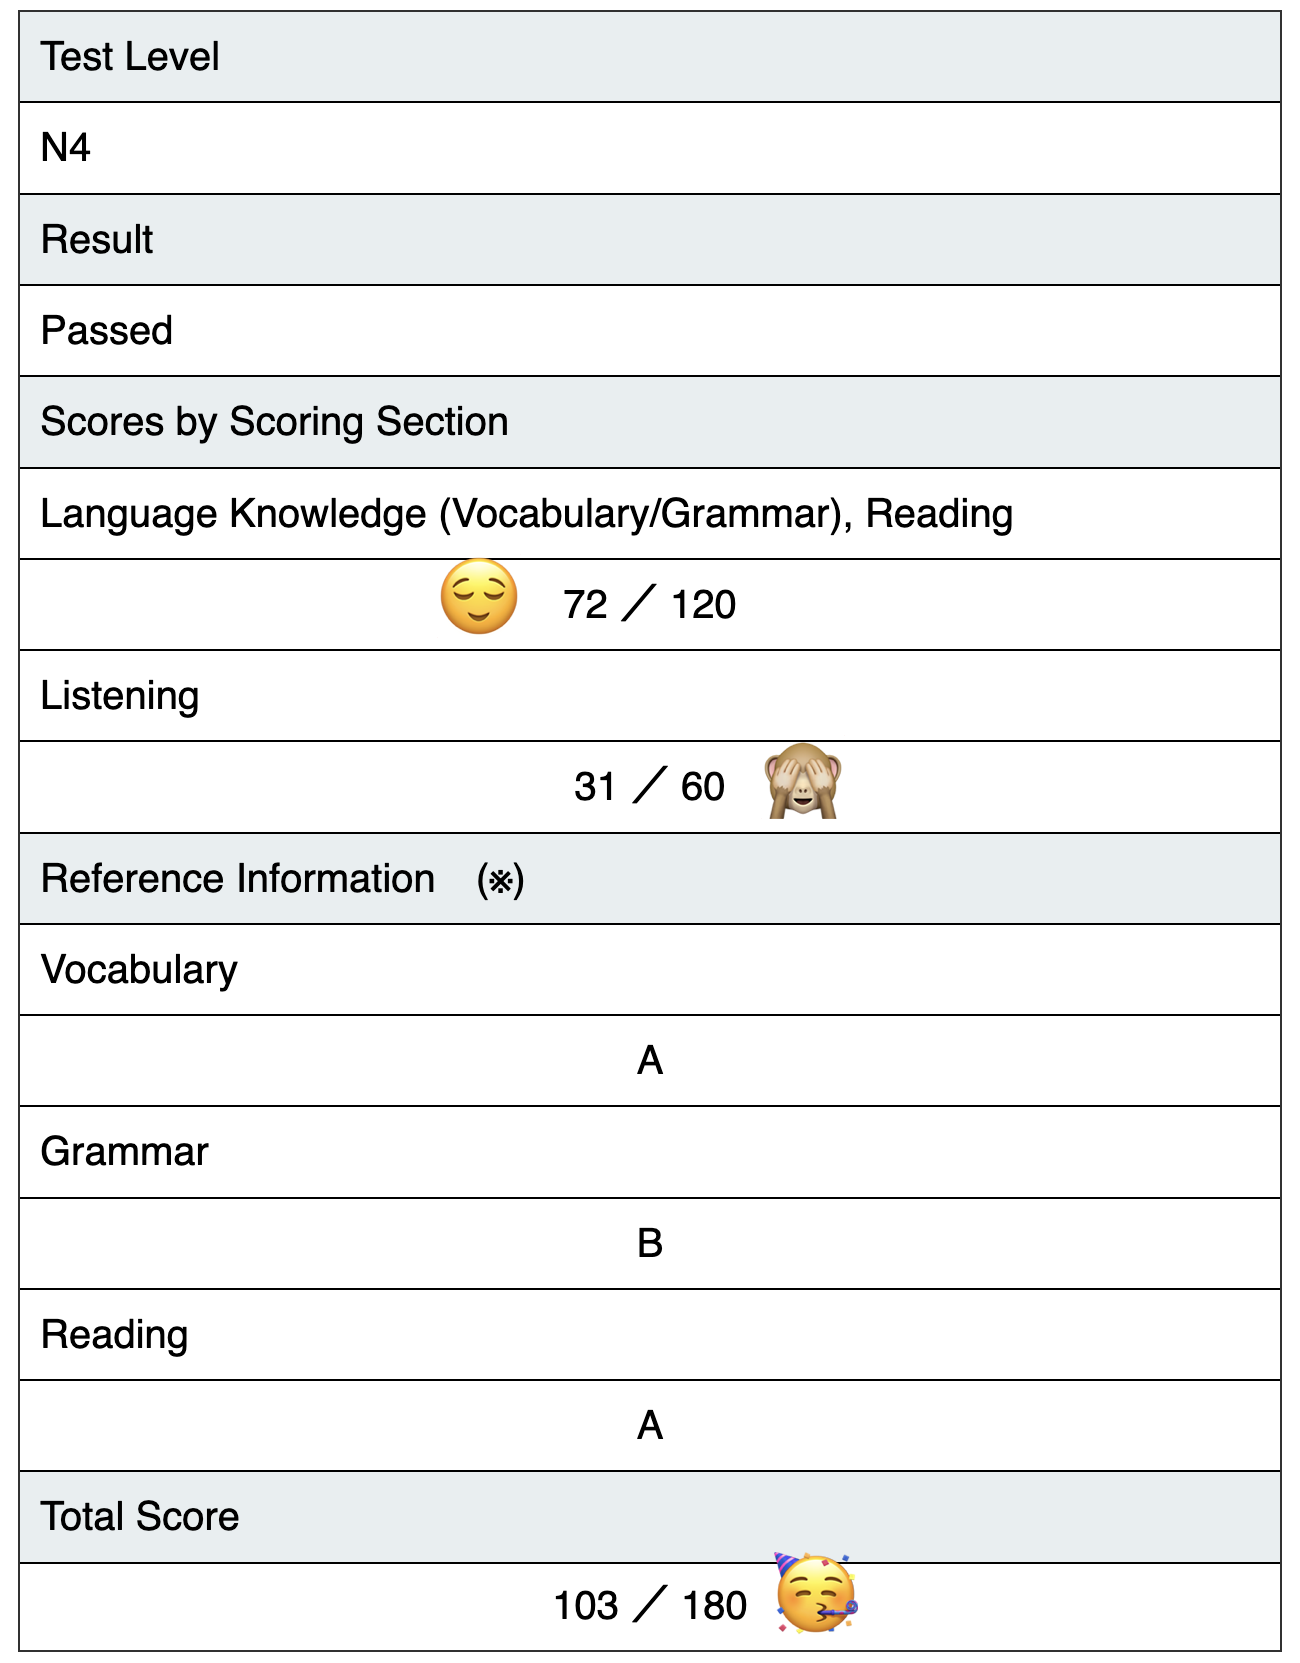 Test Level
N4
Result
Passed
Scores by Scoring Section
Language Knowledge (Vocabulary/Grammar), Reading
72 ／ 120
Listening
31 ／ 60
Reference Information　(※)
Vocabulary
A
Grammar
B
Reading
A
Total Score
103 ／ 180